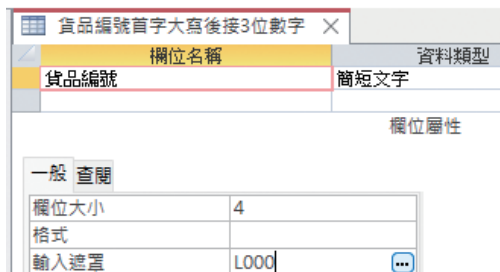 貨品編號首字大寫後接3位數字
欄位名稱 資料類型
貨品編號 簡短文字
欄位屬性
一般 查閱
欄位大小 4
格式
輸入遮罩 L000